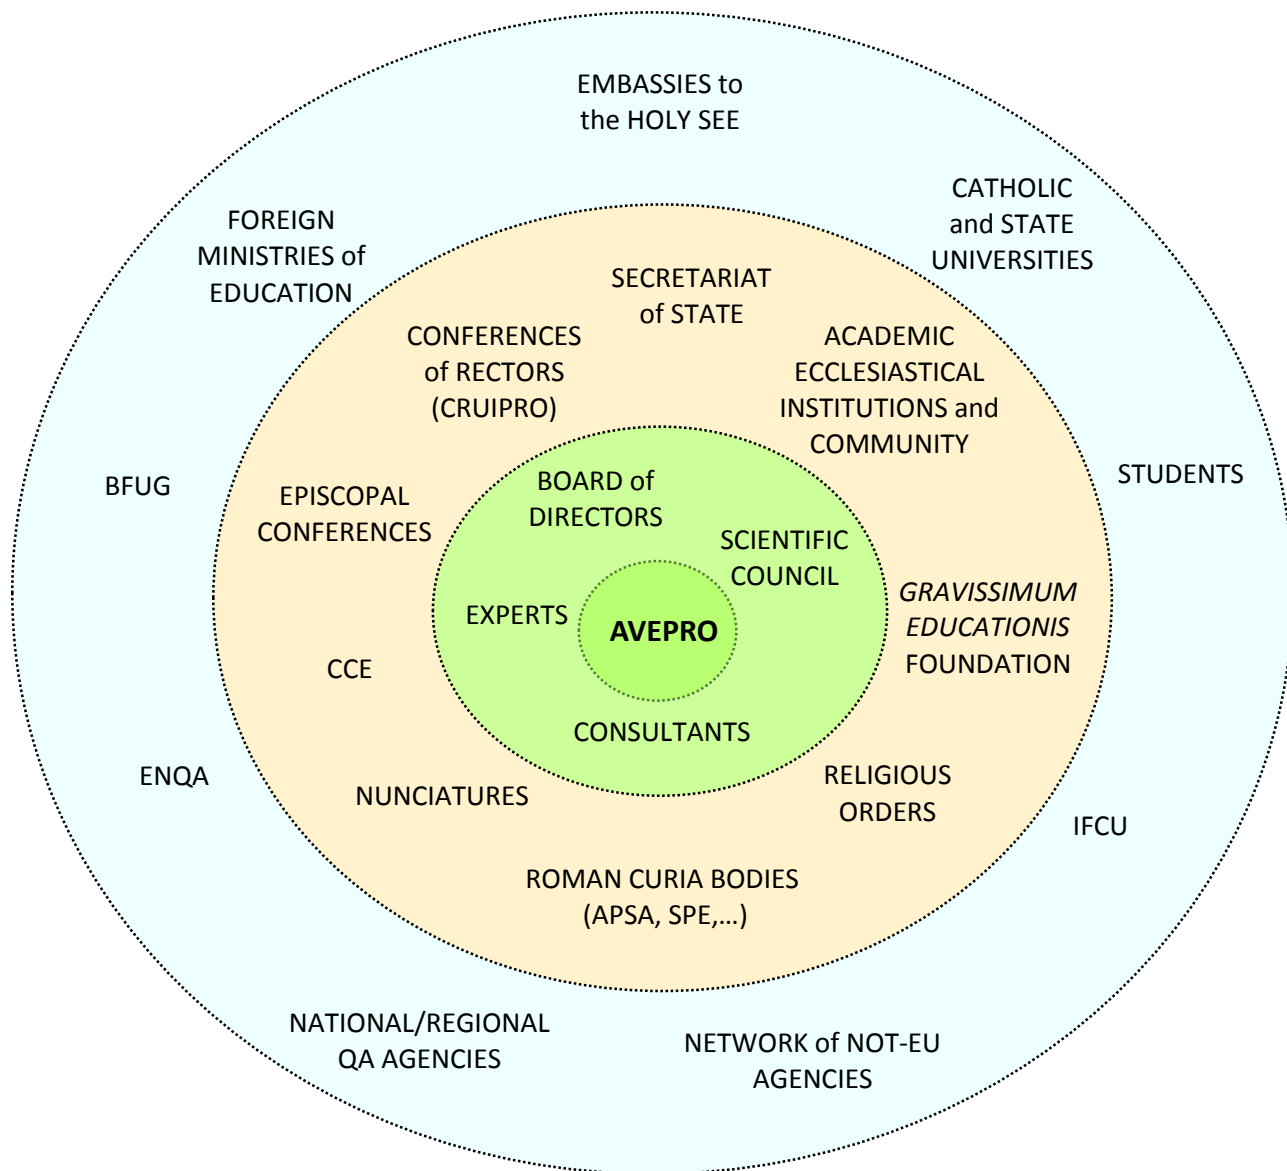 EMBASSIES to
the HOLY SEE
CATHOLIC
and STATE
UNIVERSITIES
FOREIGN
MINISTRIES of
EDUCATION
SECRETARIAT
of STATE
CONFERENCES
of RECTORS
(CRUIPRO)
ACADEMIC
ECCLESIASTICAL
INSTITUTIONS and
COMMUNITY
BFUG
EPISCOPAL
CONFERENCES
BOARD of
DIRECTORS
STUDENTS
SCIENTIFIC
COUNCIL
EXPERTS
AVEPRO
GRAVISSIMUM
EDUCATIONIS
FOUNDATION
CCE
CONSULTANTS
ENQA
NUNCIATURES
RELIGIOUS
ORDERS
IFCU
ROMAN CURIA BODIES
(APSA, SPE,...)
NATIONAL/REGIONAL
QA AGENCIES
NETWORK of NOT-EU
AGENCIES